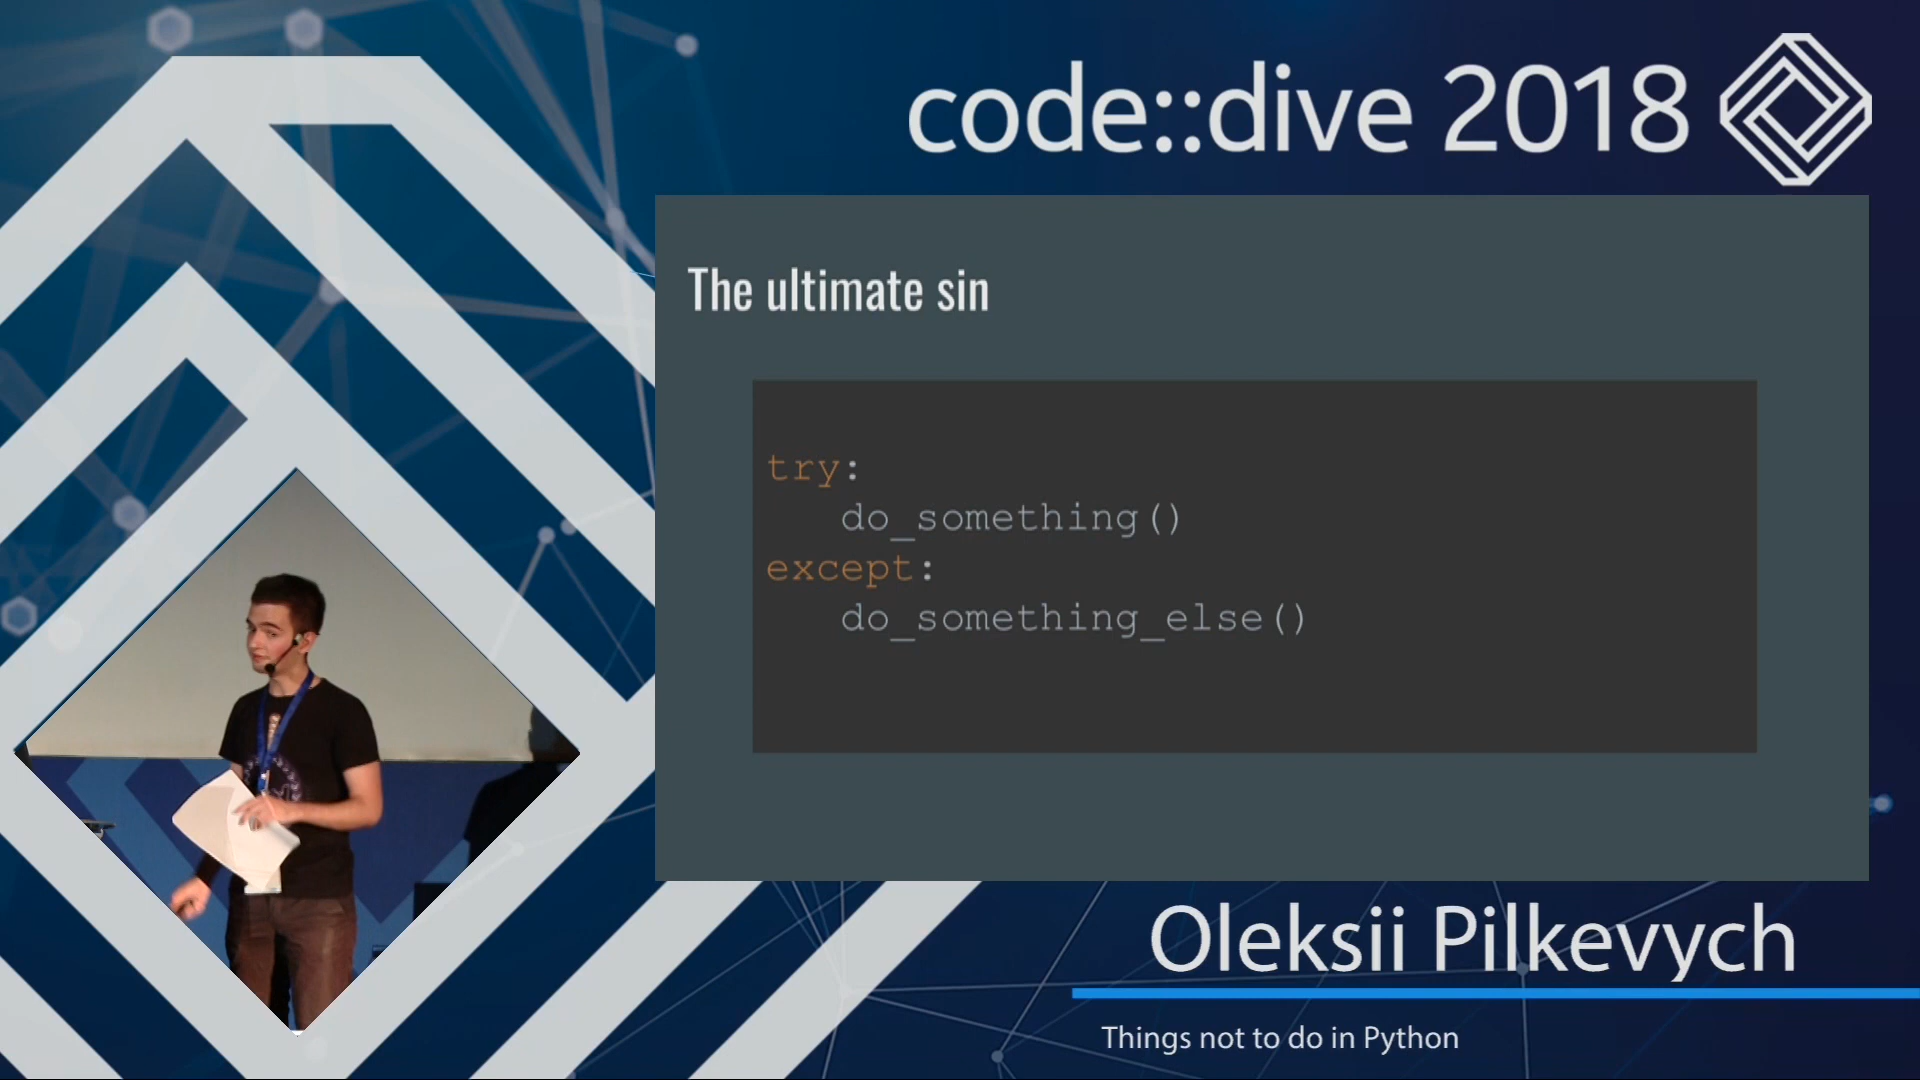 code::dive 2018
The ultimate sin
try:
do_something()
except:
do_something_else()
Oleksii Pilkevych
Things not to do in Python